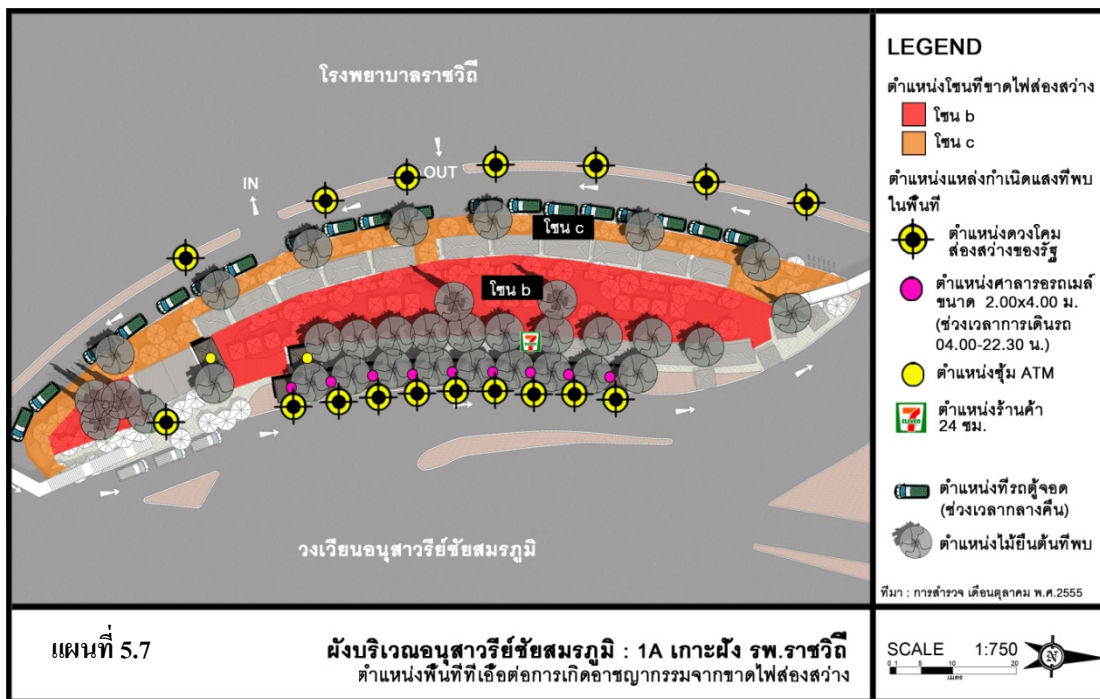 โรงพยาบาลราชวิถี
IN
OUT
โซน c
โซน b
วงเวียนอนุสาวรีย์ชัยสมรภูมิ
LEGEND
ตำแหน่งโซนที่ขาดไฟส่องสว่าง
โซน b
โซน c
ตำแหน่งแหล่งกำเนิดแสงที่พบ
ในพื้นที่
ตำแหน่งดวงโคม
ส่องสว่างของรัฐ
ตำแหน่งศาลารอรถเมล์
ขนาด 2.00x4.00 ม.
(ช่วงเวลาการเดินรถ
04.00-22.30 น.)
ตำแหน่งซุ้ม ATM
ตำแหน่งร้านค้า
24 ซม.
ตำแหน่งที่รถตู้จอด
(ช่วงเวลากลางคืน)
ตำแหน่งไม้ยืนต้นที่พบ
ที่มา : การสำรวจ เดือนตุลาคม พ.ศ.2555
แผนที่ 5.7
ผังบริเวณอนุสาวรีย์ชัยสมรภูมิ : 1A เกาะฝั่ง รพ.ราชวิถี
ตำแหน่งพื้นที่ที่เอื้อต่อการเกิดอาชญากรรมจากขาดไฟส่องสว่าง
SCALE 1:750
0 1 5 10 20
เมตร
N